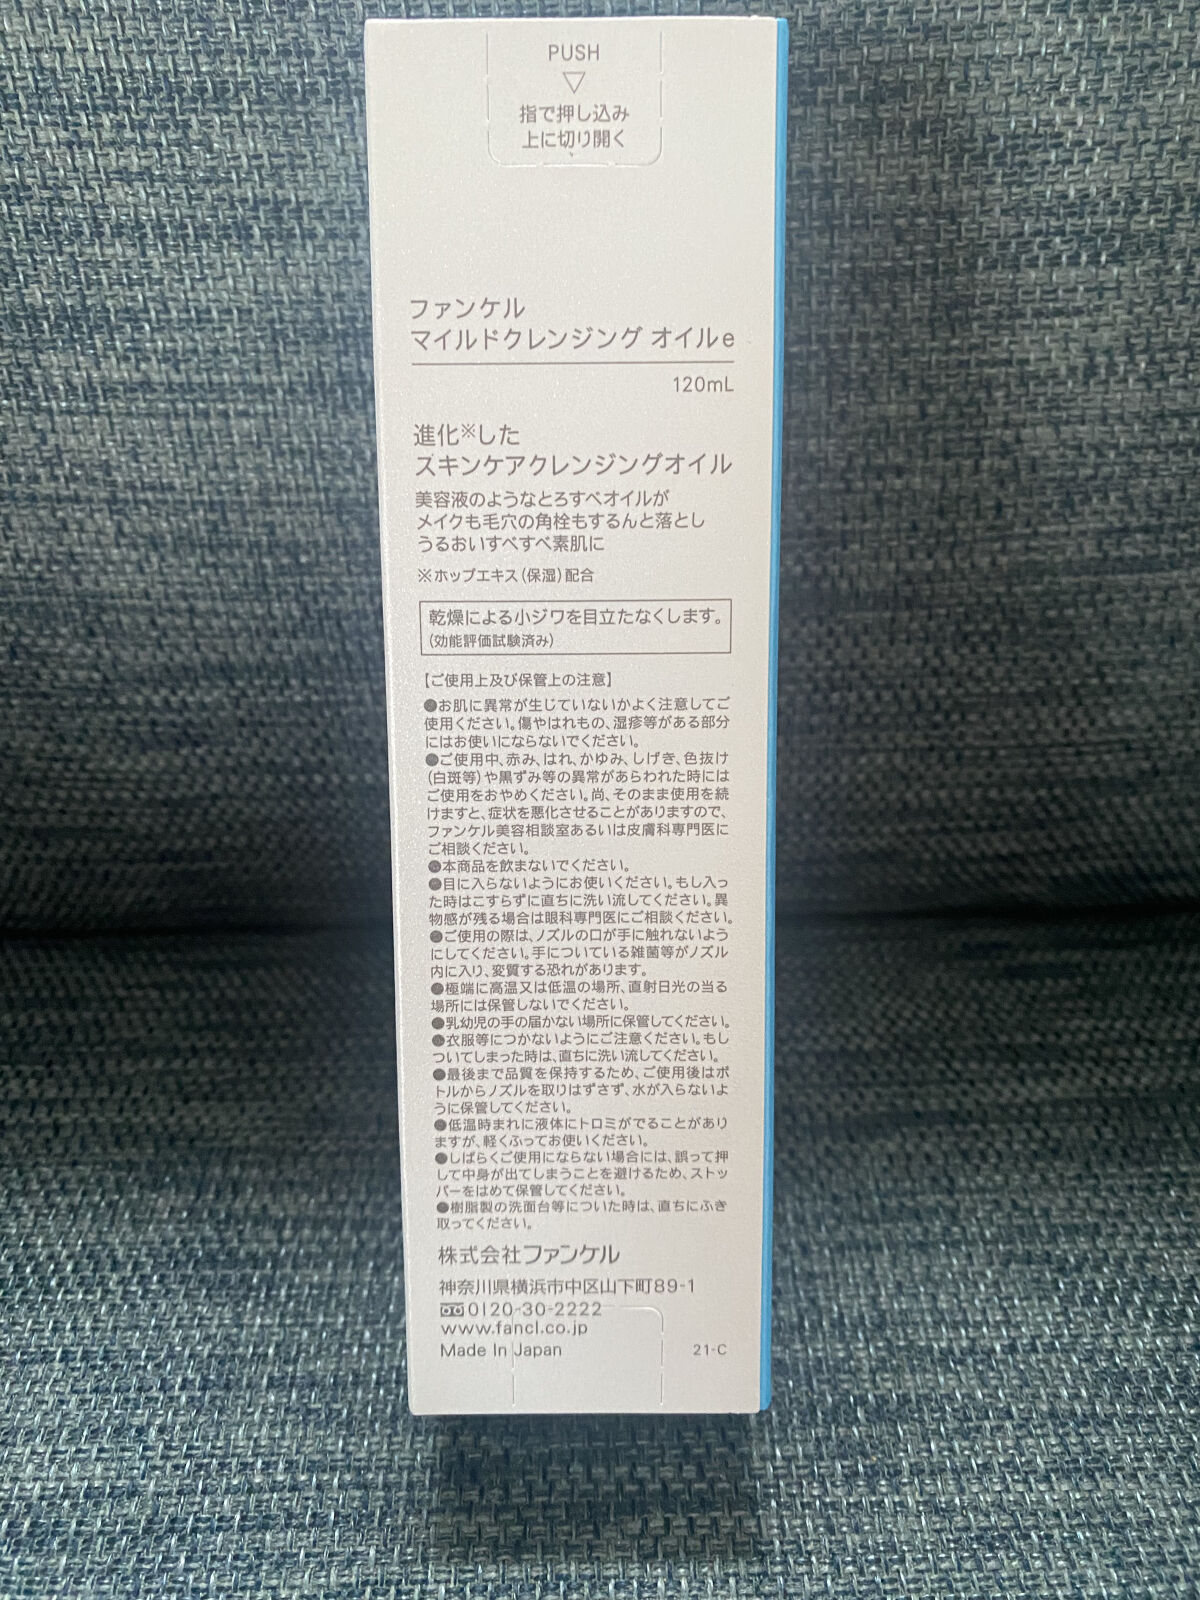 PUSH
指で押し込み
上に切り開く
ファンケル
マイルドクレンジング オイルe
120mL
進化※した
スキンケアクレンジングオイル
美容液のようなとろすべオイルが
メイクも毛穴の角栓もするんと落とし
うるおいすべすべ素肌に
※ホップエキス(保湿)配合
乾燥による小ジワを目立たなくします。
(効能評価試験済み)
【ご使用上及び保管上の注意】
●お肌に異常が生じていないかよく注意してご
使用ください。傷やはれもの、湿疹等がある部分
にはお使いにならないでください。
●ご使用中、赤み、はれ、かゆみ、しげき、色抜け
(白斑等)や黒ずみ等の異常があらわれた時には
ご使用をおやめください。尚、そのまま使用を続
けますと、症状を悪化させることがありますので、
ファンケル美容相談室あるいは皮膚科専門医に
ご相談ください。
●本商品を飲まないでください。
●目に入らないようにお使いください。もし入っ
た時はこすらずに直ちに洗い流してください。異
物感が残る場合は眼科専門医にご相談ください。
●ご使用の際は、ノズルの口が手に触れないよう
にしてください。手についている雑菌等がノズル
内に入り、変質する恐れがあります。
●極端に高温又は低温の場所、直射日光の当る
場所には保管しないでください。
●乳幼児の手の届かない場所に保管してください。
●衣服等につかないようにご注意ください。もし
ついてしまった時は、直ちに洗い流してください。
●最後まで品質を保持するため、ご使用後はボ
トルからノズルを取りはずさず、水が入らないよ
うに保管してください。
●低温時まれに液体にトロミがでることがあり
ますが、軽くふってお使いください。
●しばらくご使用にならない場合には、誤って押
して中身が出てしまうことを避けるため、ストッ
パーをはめて保管してください。
●樹脂製の洗面台等についた時は、直ちにふき
取ってください。
株式会社ファンケル
神奈川県横浜市中区山下町89-1
0120-30-2222
www.fancl.co.jp
Made In Japan
21-C